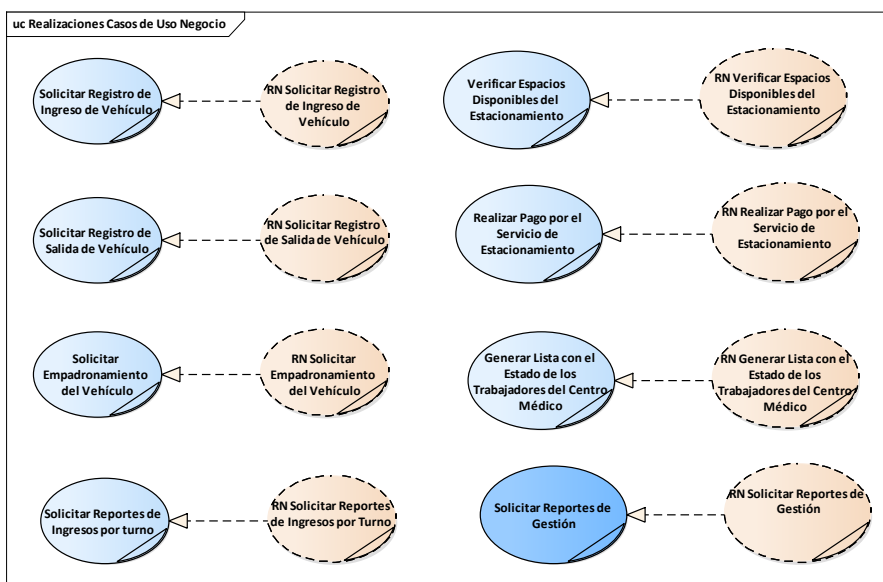 uc Realizaciones Casos de Uso Negocio
Solicitar Registro de
Ingreso de Vehículo
RN Solicitar Registro
de Ingreso de
Vehículo
Verificar Espacios
Disponibles del
Estacionamiento
RN Verificar Espacios
Disponibles del
Estacionamiento
Solicitar Registro de
Salida de Vehículo
RN Solicitar Registro
de Salida de Vehículo
Realizar Pago por el
Servicio de
Estacionamiento
RN Realizar Pago por el
Servicio de
Estacionamiento
Solicitar
Empadronamiento
del Vehículo
RN Solicitar
Empadronamiento
del Vehículo
Generar Lista con el
Estado de los
Trabajadores del Centro
Médico
RN Generar Lista con el
Estado de los
Trabajadores del Centro
Médico
Solicitar Reportes de
Ingresos por turno
RN Solicitar Reportes
de Ingresos por Turno
Solicitar Reportes de
Gestión
RN Solicitar Reportes de
Gestión